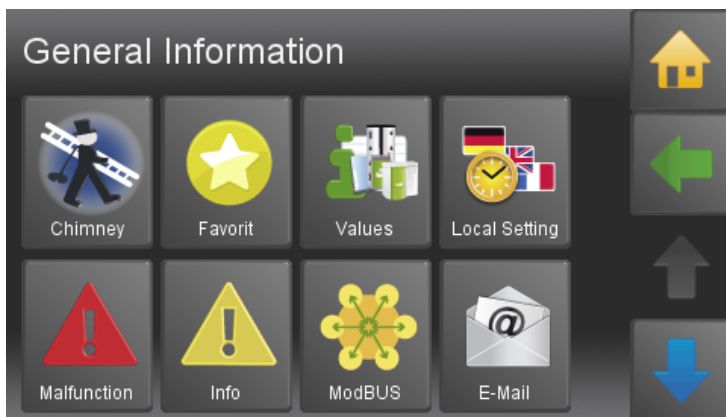 General Information
Chimney Favorit Values Local Setting
@
Malfunction Info ModBUS E-Mail